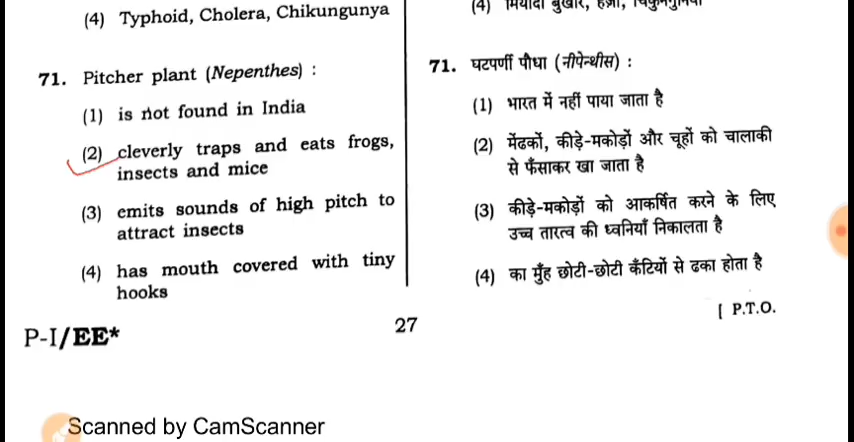 (4) Typhoid, Cholera, Chikungunya
71. Pitcher plant (Nepenthes) :
(1) is not found in India
(2) cleverly traps and eats frogs,
insects and mice
(3) emits sounds of high pitch to
attract insects
(4) has mouth covered with tiny
hooks
(4) मियादी बुखार, हैज़ा, चिकुनगुनिया
71. घटपर्णी पौधा (नीपेन्थीस) :
(1) भारत में नहीं पाया जाता है
(2) मेंढकों, कीड़े-मकोड़ों और चूहों को चालाकी
से फँसाकर खा जाता है
(3) कीड़े-मकोड़ों को आकर्षित करने के लिए
उच्च तारत्व की ध्वनियाँ निकालता है
(4) का मुँह छोटी-छोटी कँटियों से ढका होता है
P-I/EE*
27
[ P.T.O.
Scanned by CamScanner